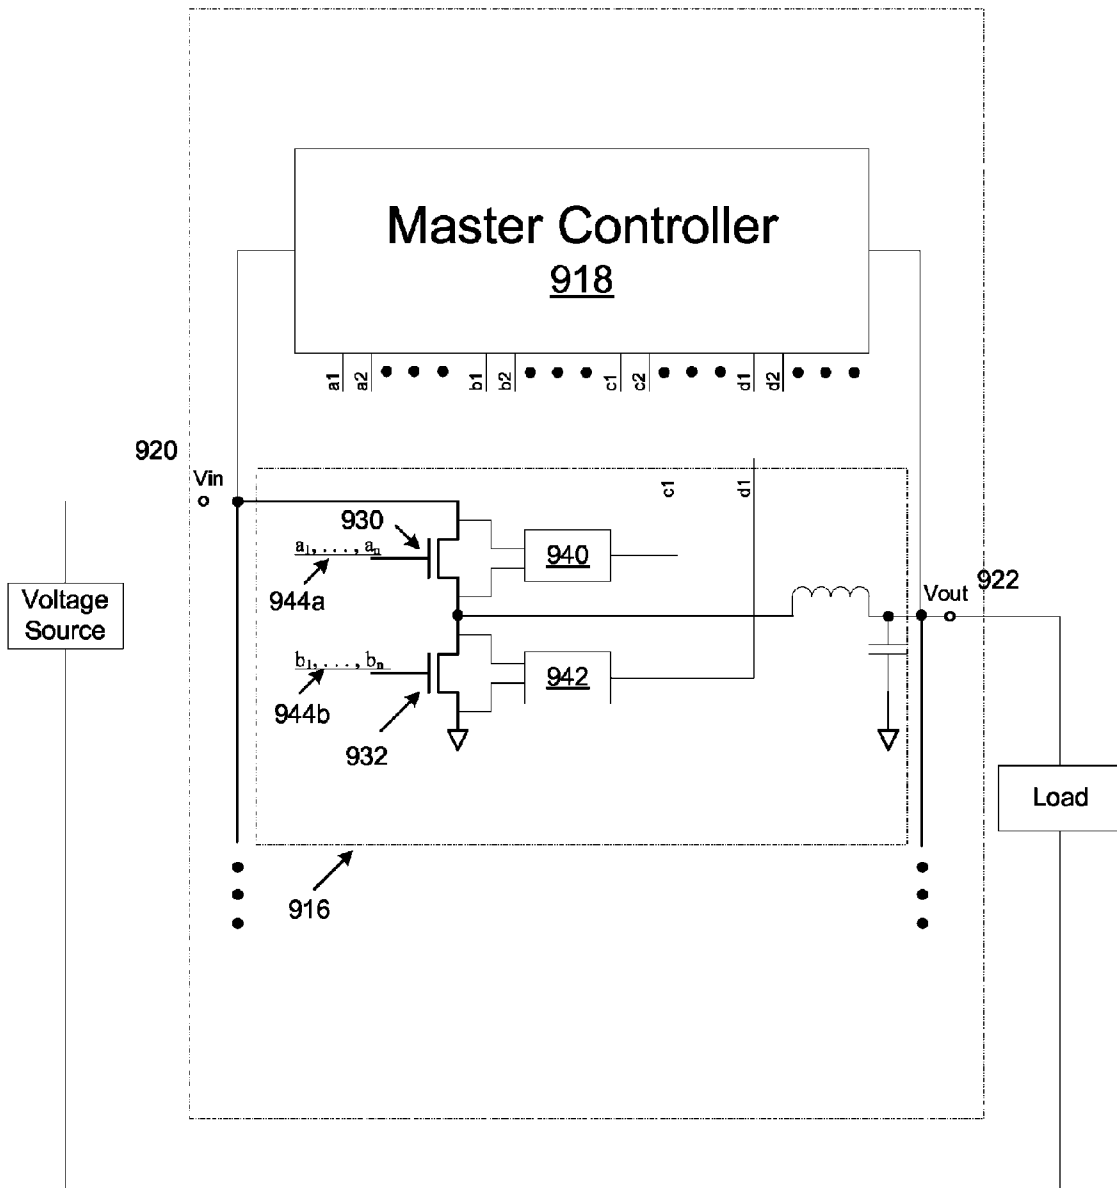 Master Controller
918
a1 a2 b1 b2 c1 c2 d1 d2
920
Vin
c1 d1
930
a1, . . . , an
944a
940
Voltage
Source
922
Vout
b1, . . . , bn
944b
942
932
Load
916